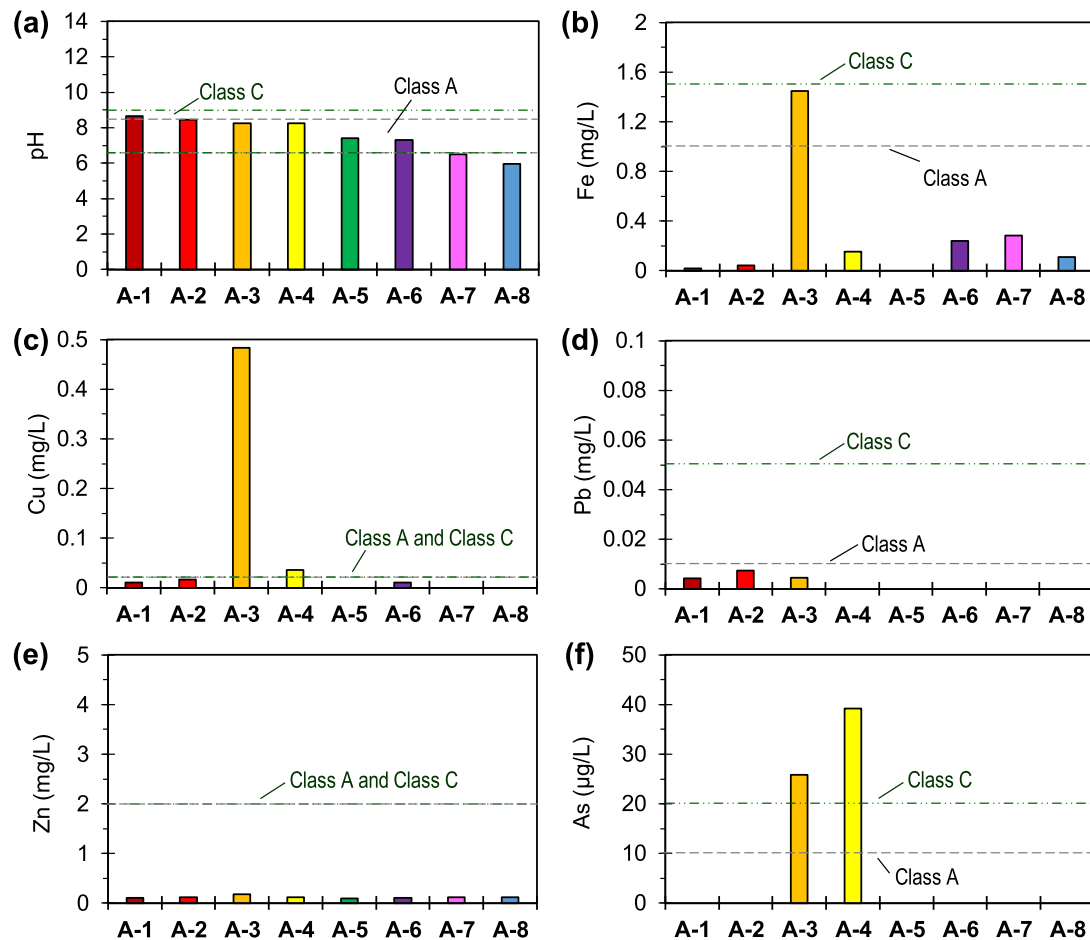 (a)
pH
14
12
10
8
6
4
2
0
Class C
Class A
A-1 A-2 A-3 A-4 A-5 A-6 A-7 A-8
(b)
Fe (mg/L)
2
1.6
1.2
0.8
0.4
0
Class C
Class A
A-1 A-2 A-3 A-4 A-5 A-6 A-7 A-8
(c)
Cu (mg/L)
0.5
0.4
0.3
0.2
0.1
0
Class A and Class C
A-1 A-2 A-3 A-4 A-5 A-6 A-7 A-8
(d)
Pb (mg/L)
0.1
0.08
0.06
0.04
0.02
0
Class C
Class A
A-1 A-2 A-3 A-4 A-5 A-6 A-7 A-8
(e)
Zn (mg/L)
5
4
3
2
1
0
Class A and Class C
A-1 A-2 A-3 A-4 A-5 A-6 A-7 A-8
(f)
As (µg/L)
50
40
30
20
10
0
Class C
Class A
A-1 A-2 A-3 A-4 A-5 A-6 A-7 A-8